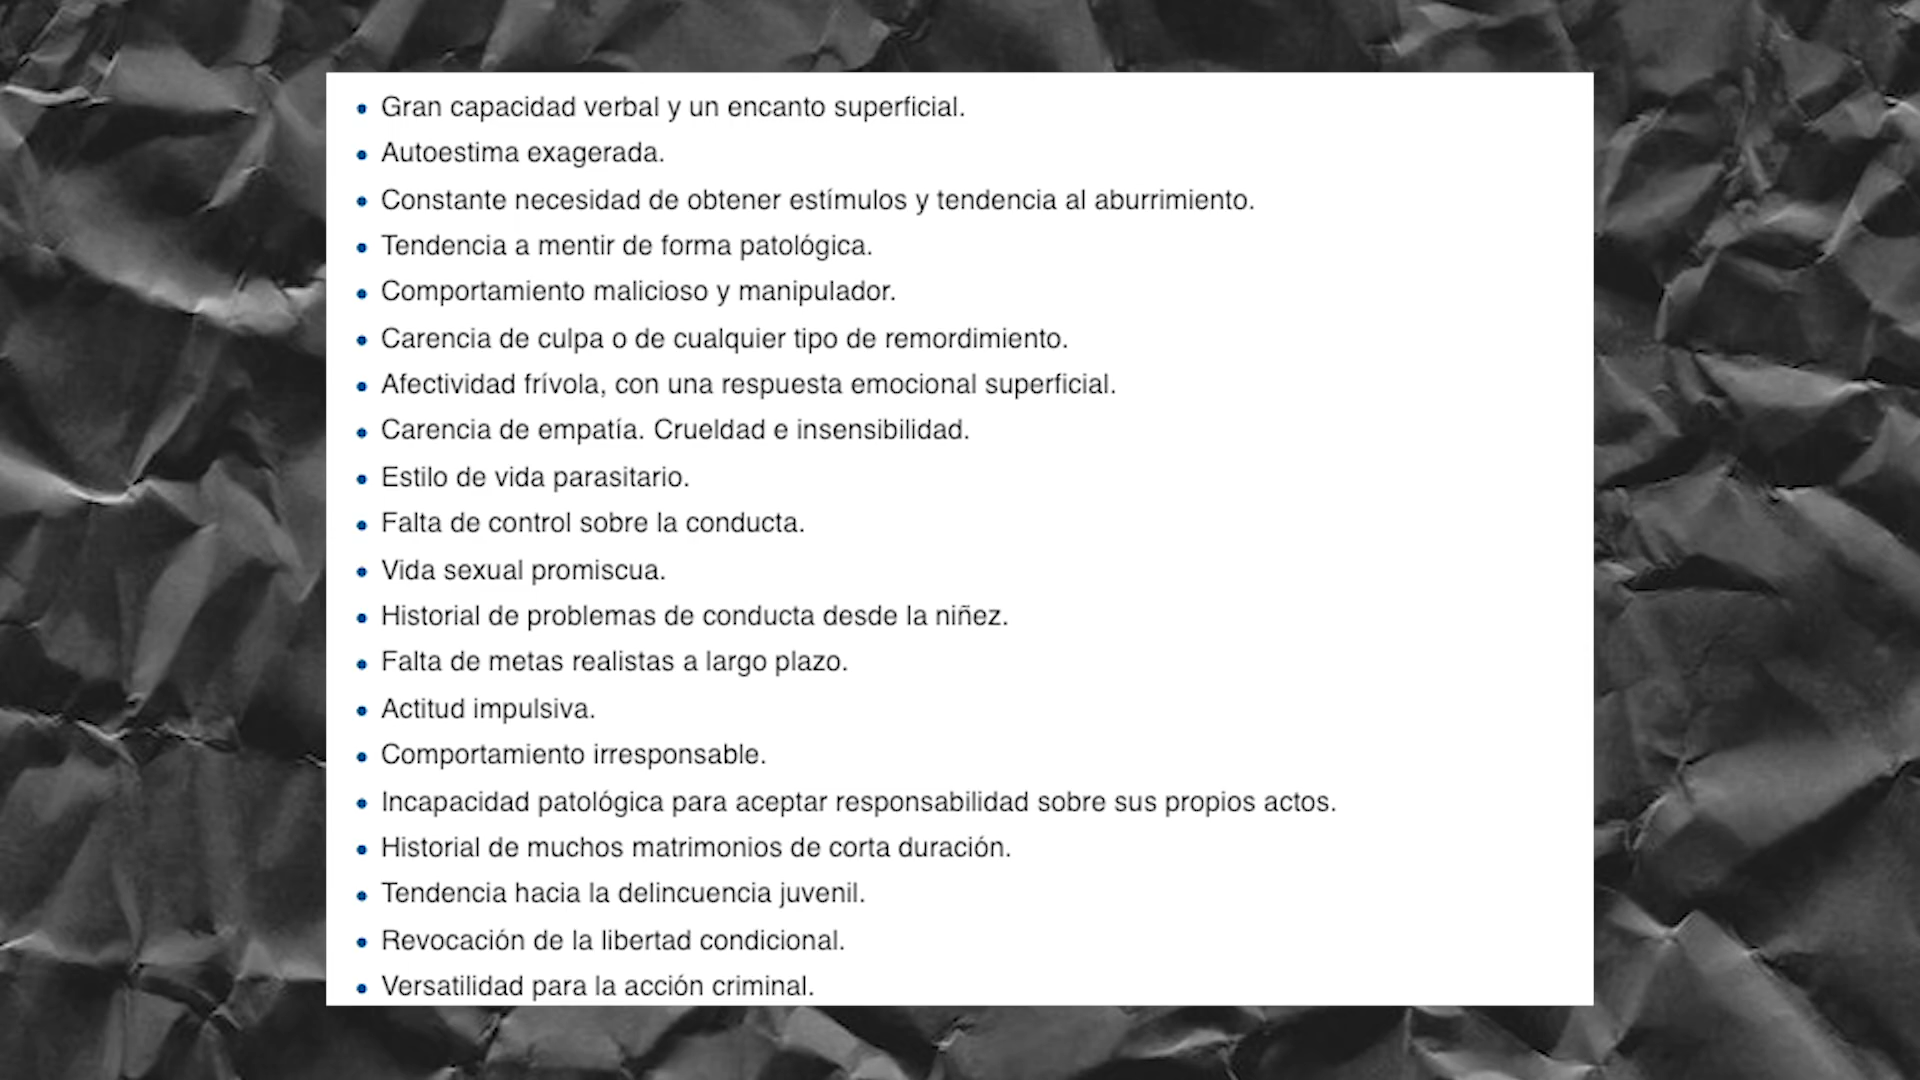 • Gran capacidad verbal y un encanto superficial.
• Autoestima exagerada.
• Constante necesidad de obtener estímulos y tendencia al aburrimiento.
• Tendencia a mentir de forma patológica.
• Comportamiento malicioso y manipulador.
• Carencia de culpa o de cualquier tipo de remordimiento.
• Afectividad frívola, con una respuesta emocional superficial.
• Carencia de empatía. Crueldad e insensibilidad.
• Estilo de vida parasitario.
• Falta de control sobre la conducta.
• Vida sexual promiscua.
• Historial de problemas de conducta desde la niñez.
• Falta de metas realistas a largo plazo.
• Actitud impulsiva.
• Comportamiento irresponsable.
• Incapacidad patológica para aceptar responsabilidad sobre sus propios actos.
• Historial de muchos matrimonios de corta duración.
• Tendencia hacia la delincuencia juvenil.
• Revocación de la libertad condicional.
• Versatilidad para la acción criminal.